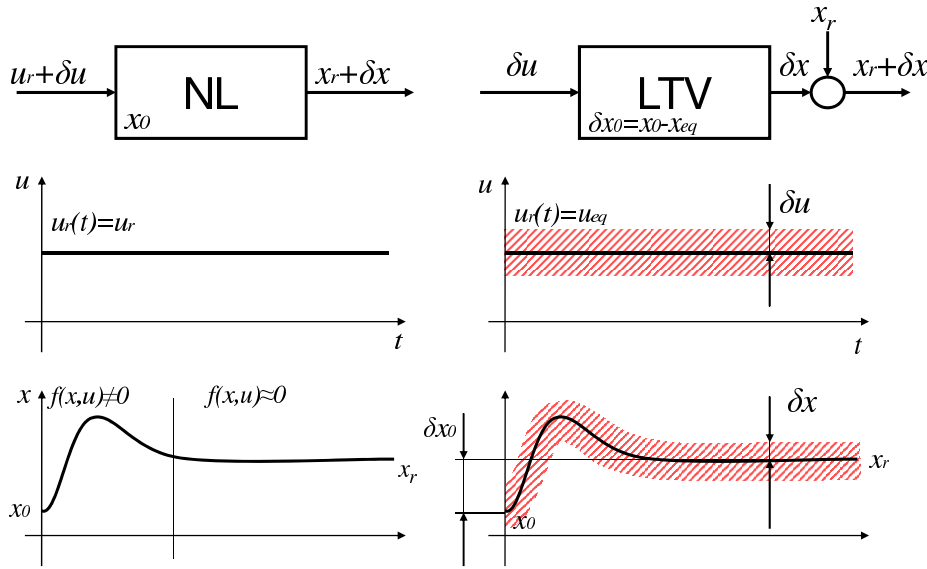 u_r+δu
NL
x_0
x_r+δx
δu
LTV
δx_0=x_0-x_eq
δx
x_r
x_r+δx
u
u_r(t)=u_r
t
u
u_r(t)=u_eq
δu
t
x
f(x,u)≠0
f(x,u)≈0
x_0
x_r
t
δx_0
x_0
δx
x_r
t